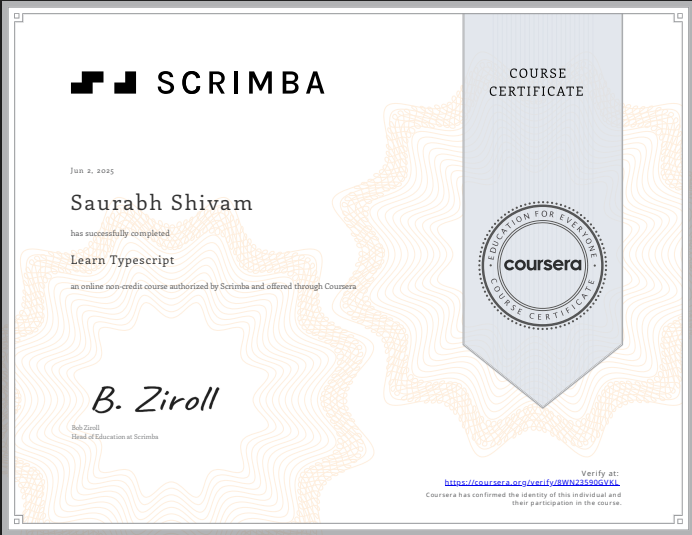 SCRIMBA
COURSE
CERTIFICATE
Jun 2, 2025
Saurabh Shivam
has successfully completed
Learn Typescript
an online non-credit course authorized by Scrimba and offered through Coursera
EDUCATION FOR EVERYONE
coursera
COURSE CERTIFICATE
B. Ziroll
Bob Ziroll
Head of Education at Scrimba
Verify at:
https://coursera.org/verify/8WN23590GVKL
Coursera has confirmed the identity of this individual and
their participation in the course.